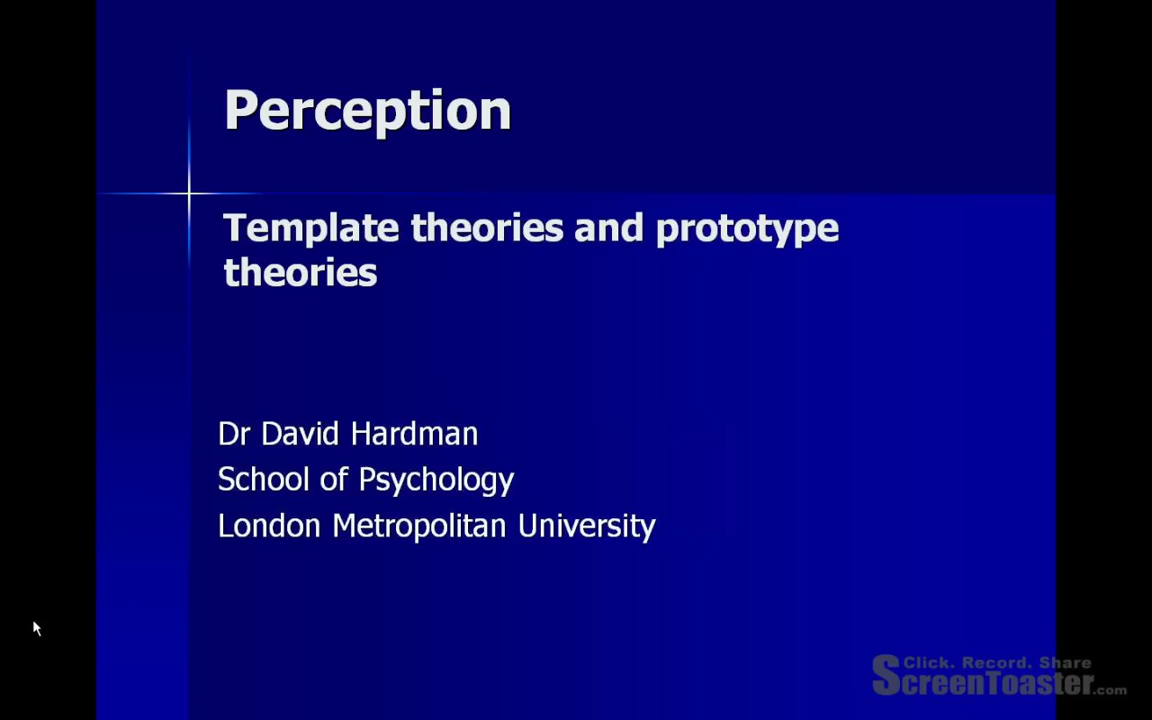 Perception
Template theories and prototype
theories
Dr David Hardman
School of Psychology
London Metropolitan University
Click. Record. Share
ScreenToaster.com